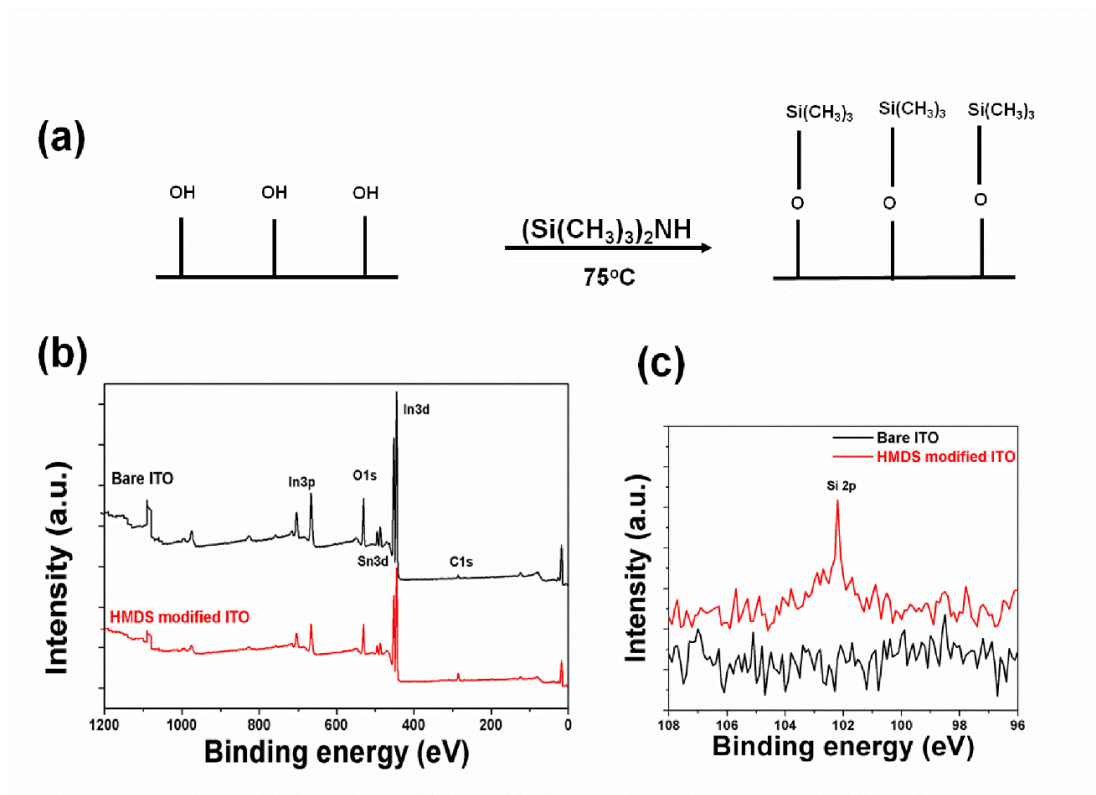 (a)
Si(CH₃)₃ Si(CH₃)₃ Si(CH₃)₃
OH OH OH
O O O
(Si(CH₃)₃)₂NH
75°C
(b)
In3d
Bare ITO
In3p
O1s
Sn3d
C1s
HMDS modified ITO
Intensity (a.u.)
1200 1000 800 600 400 200 0
Binding energy (eV)
(c)
Bare ITO
HMDS modified ITO
Si 2p
Intensity (a.u.)
108 106 104 102 100 98 96
Binding energy (eV)